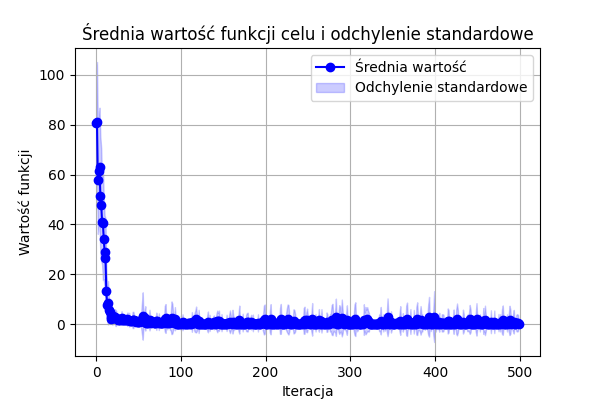 Średnia wartość funkcji celu i odchylenie standardowe
Średnia wartość
Odchylenie standardowe
Wartość funkcji
100
80
60
40
20
0
0 100 200 300 400 500
Iteracja